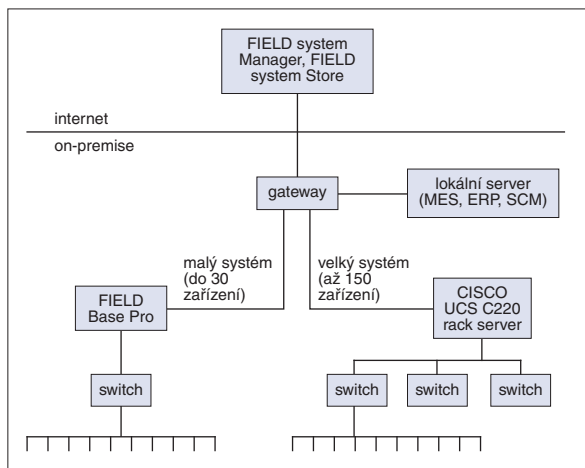 FIELD system
Manager, FIELD
system Store
internet
on-premise
gateway
lokální server
(MES, ERP, SCM)
malý systém
(do 30
zařízení)
velký systém
(až 150
zařízení)
FIELD
Base Pro
CISCO
UCS C220
rack server
switch
switch
switch
switch